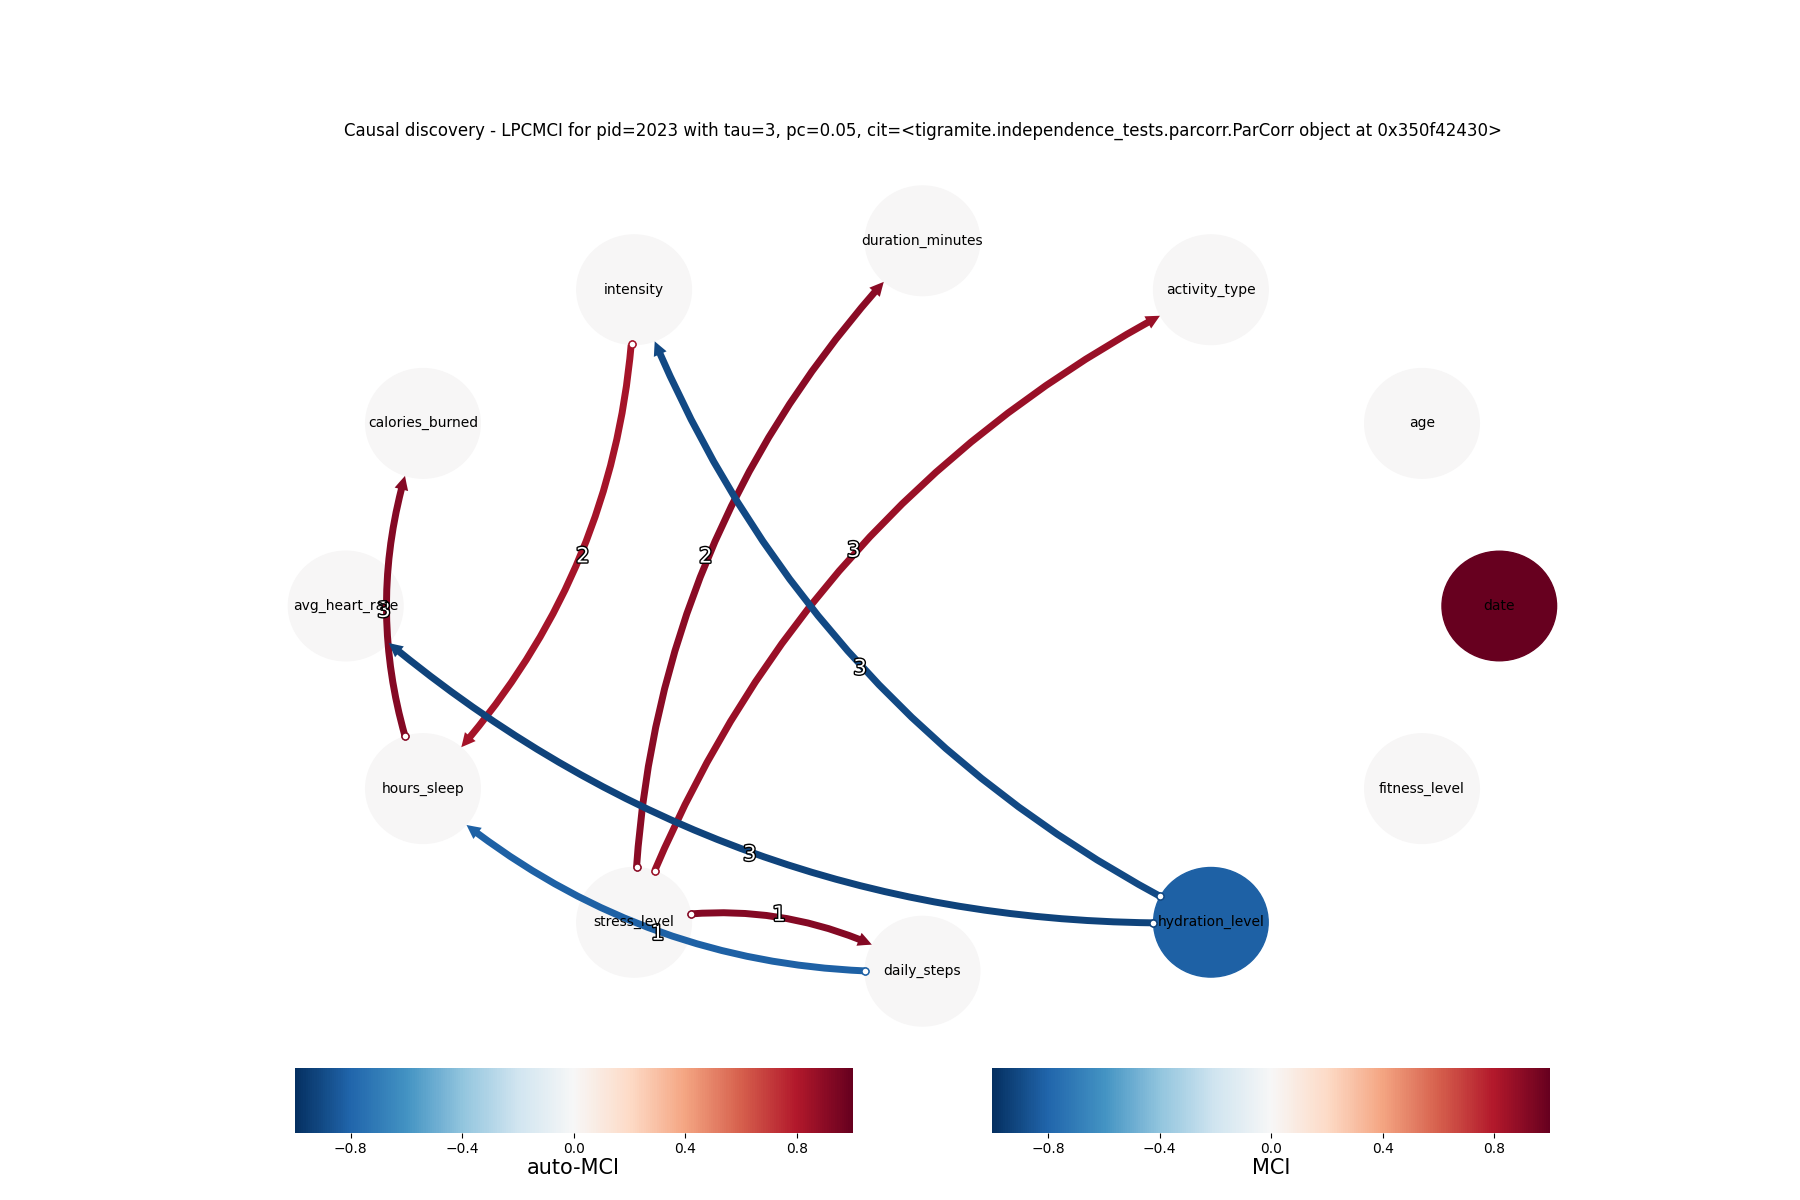 Causal discovery - LPCMCI for pid=2023 with tau=3, pc=0.05, cit=<tigramite.independence_tests.parcorr.ParCorr object at 0x350f42430>
duration_minutes
intensity
activity_type
calories_burned
age
2
2
3
avg_heart_rate
3
date
3
hours_sleep
fitness_level
3
stress_level
1
1
hydration_level
daily_steps
−0.8 −0.4 0.0 0.4 0.8
auto-MCI
−0.8 −0.4 0.0 0.4 0.8
MCI